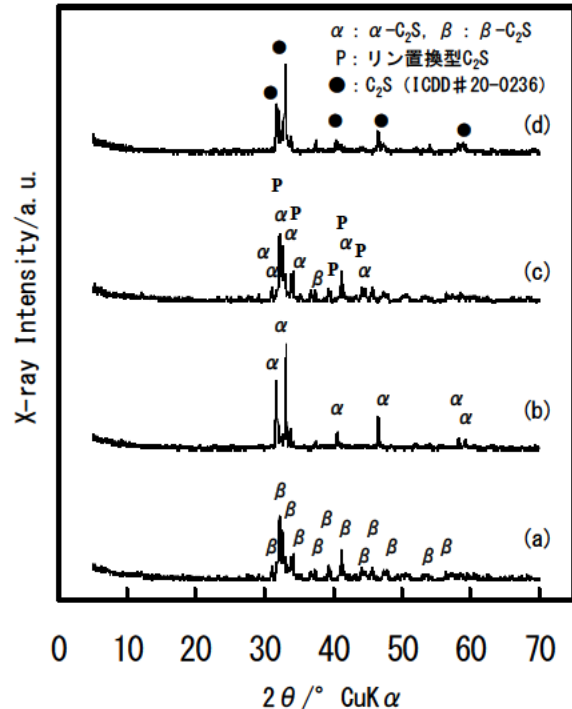 α : α-C₂S, β : β-C₂S
P : リン置換型C₂S
● : C₂S (ICDD#20-0236)
(d)
P
α P P
α α α P
α α α P β α
(c)
α
α α α α α
(b)
β
β β β β β
β β β β β β β
(a)
X-ray Intensity/a.u.
0 10 20 30 40 50 60 70
2θ/° CuKα